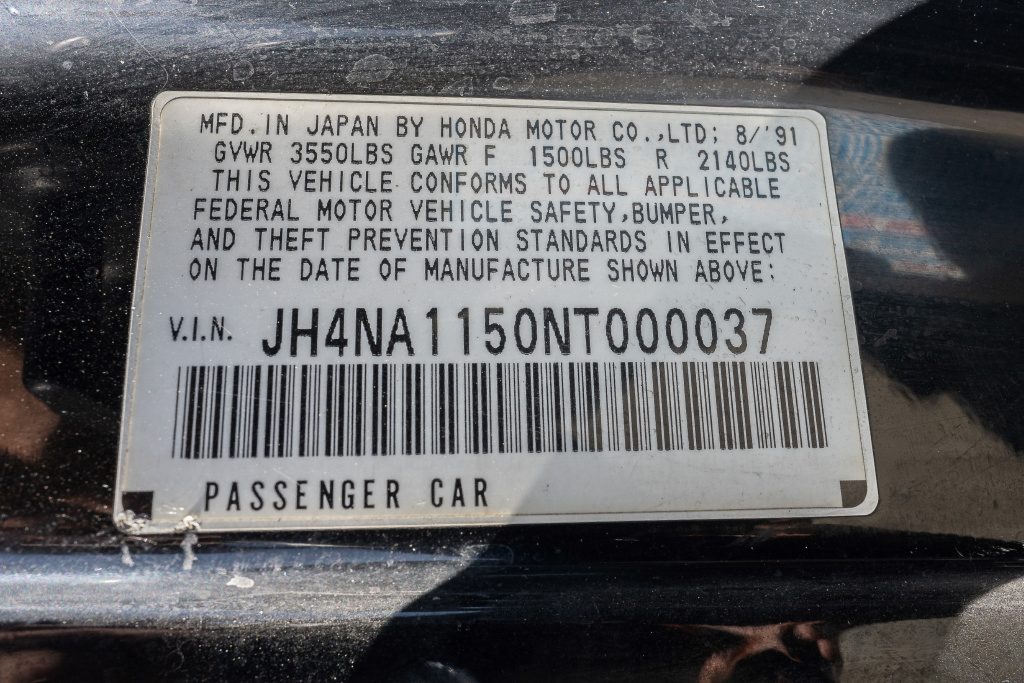 MFD. IN JAPAN BY HONDA MOTOR CO.,LTD; 8/'91
GVWR 3550LBS GAWR F 1500LBS R 2140LBS
THIS VEHICLE CONFORMS TO ALL APPLICABLE
FEDERAL MOTOR VEHICLE SAFETY,BUMPER,
AND THEFT PREVENTION STANDARDS IN EFFECT
ON THE DATE OF MANUFACTURE SHOWN ABOVE:
V.I.N. JH4NA1150NT000037
PASSENGER CAR